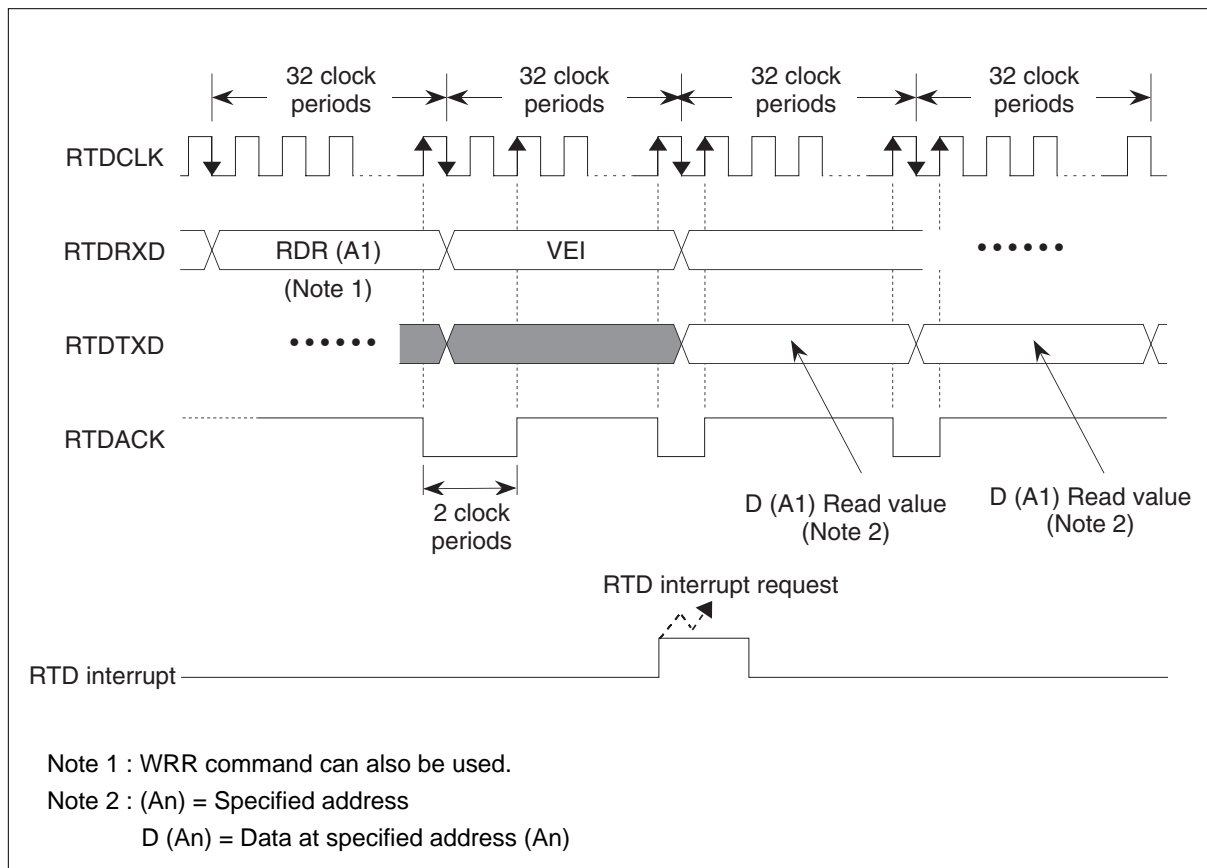 32 clock
periods
32 clock
periods
32 clock
periods
32 clock
periods
RTDCLK
RTDRXD
RDR (A1)
VEI
••••••
(Note 1)
RTDTXD
••••••
RTDACK
2 clock
periods
D (A1) Read value
(Note 2)
D (A1) Read value
(Note 2)
RTD interrupt request
RTD interrupt
Note 1 : WRR command can also be used.
Note 2 : (An) = Specified address
D (An) = Data at specified address (An)